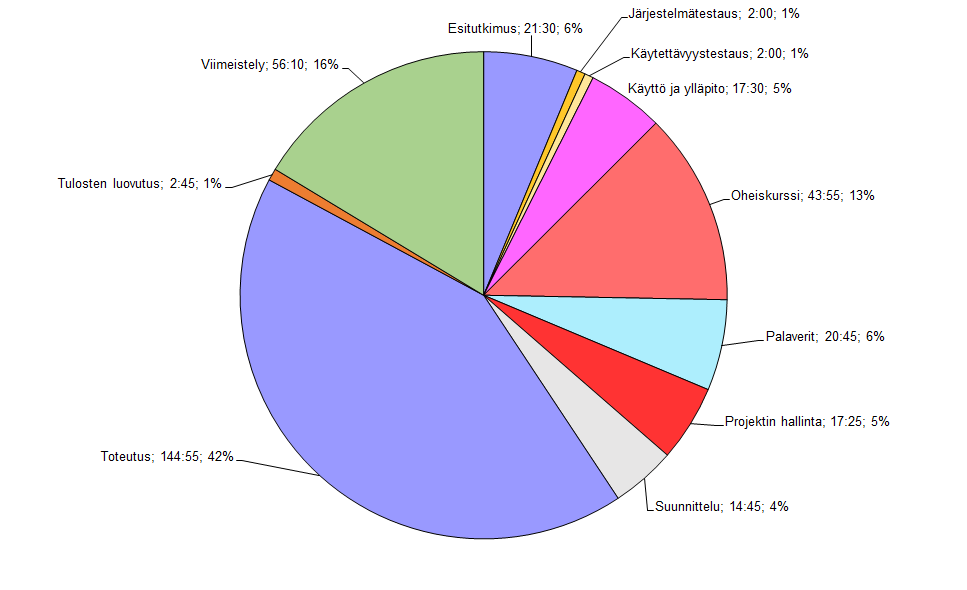 Järjestelmätestaus; 2:00; 1%
Esitutkimus; 21:30; 6%
Käytettävyystestaus; 2:00; 1%
Viimeistely; 56:10; 16%
Käyttö ja ylläpito; 17:30; 5%
Tulosten luovutus; 2:45; 1%
Oheiskurssi; 43:55; 13%
Palaverit; 20:45; 6%
Projektin hallinta; 17:25; 5%
Toteutus; 144:55; 42%
Suunnittelu; 14:45; 4%